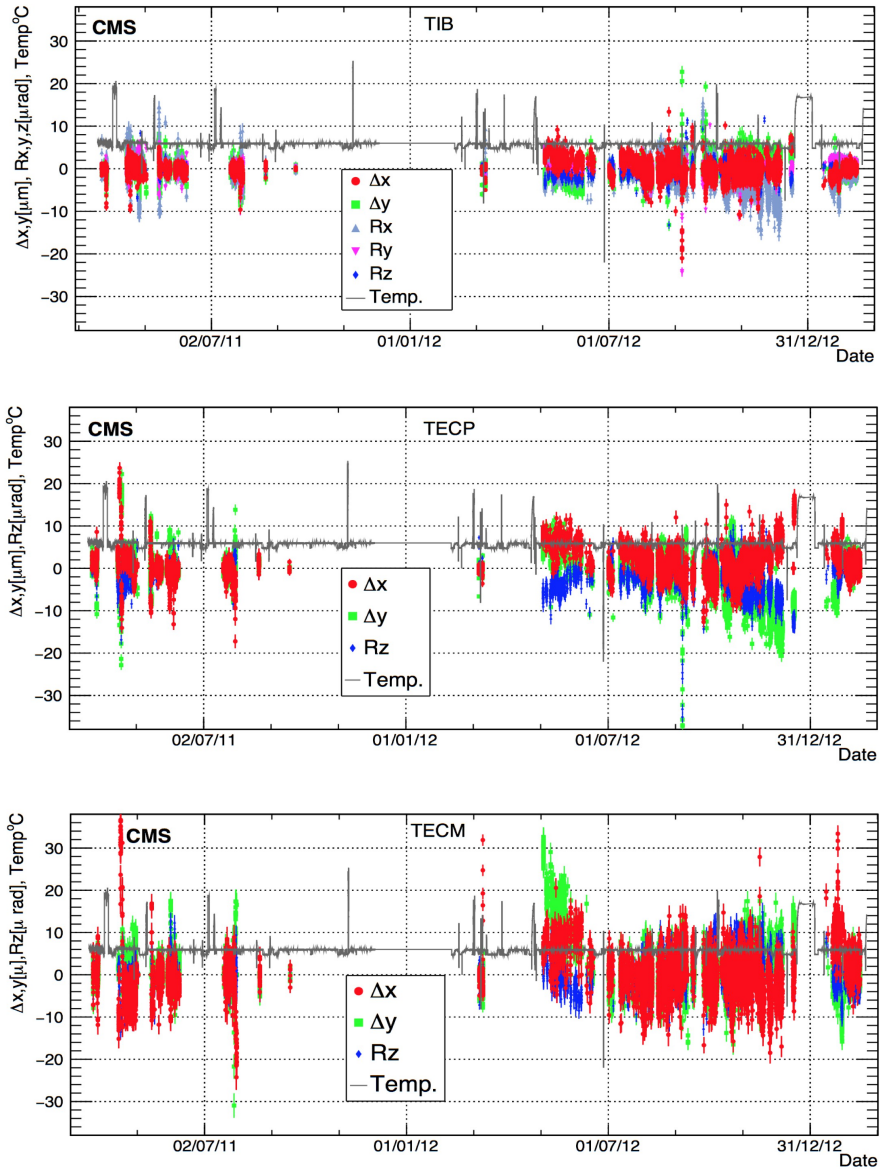 CMS TIB
Δx,y[μm], Rx,y,z[μrad], Temp°C
30
20
10
0
−10
−20
−30
Δx
Δy
Rx
Ry
Rz
Temp.
02/07/11 01/01/12 01/07/12 31/12/12
Date
CMS TECP
Δx,y[μm],Rz[μrad], Temp°C
30
20
10
0
−10
−20
−30
Δx
Δy
Rz
Temp.
02/07/11 01/01/12 01/07/12 31/12/12
Date
CMS TECM
Δx,y[μ],Rz[μ rad], Temp°C
30
20
10
0
−10
−20
−30
Δx
Δy
Rz
Temp.
02/07/11 01/01/12 01/07/12 31/12/12
Date